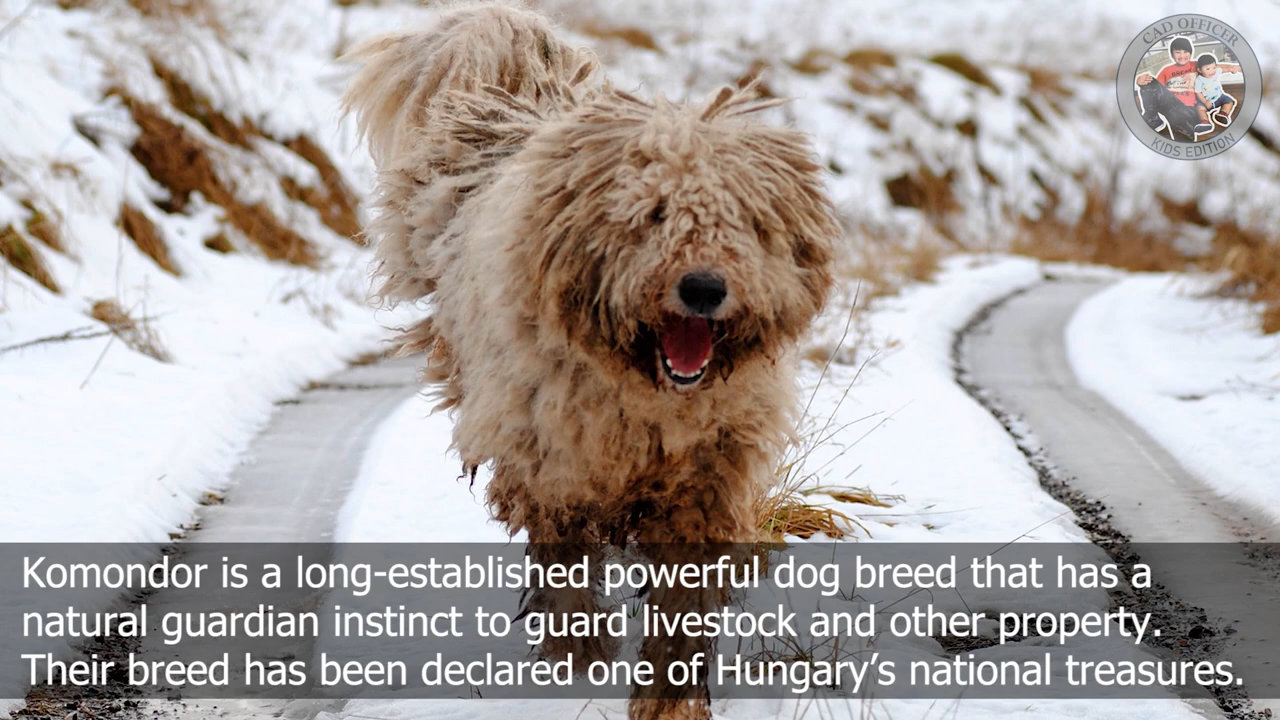 CAD OFFICER
KIDS EDITION
Komondor is a long-established powerful dog breed that has a
natural guardian instinct to guard livestock and other property.
Their breed has been declared one of Hungary’s national treasures.